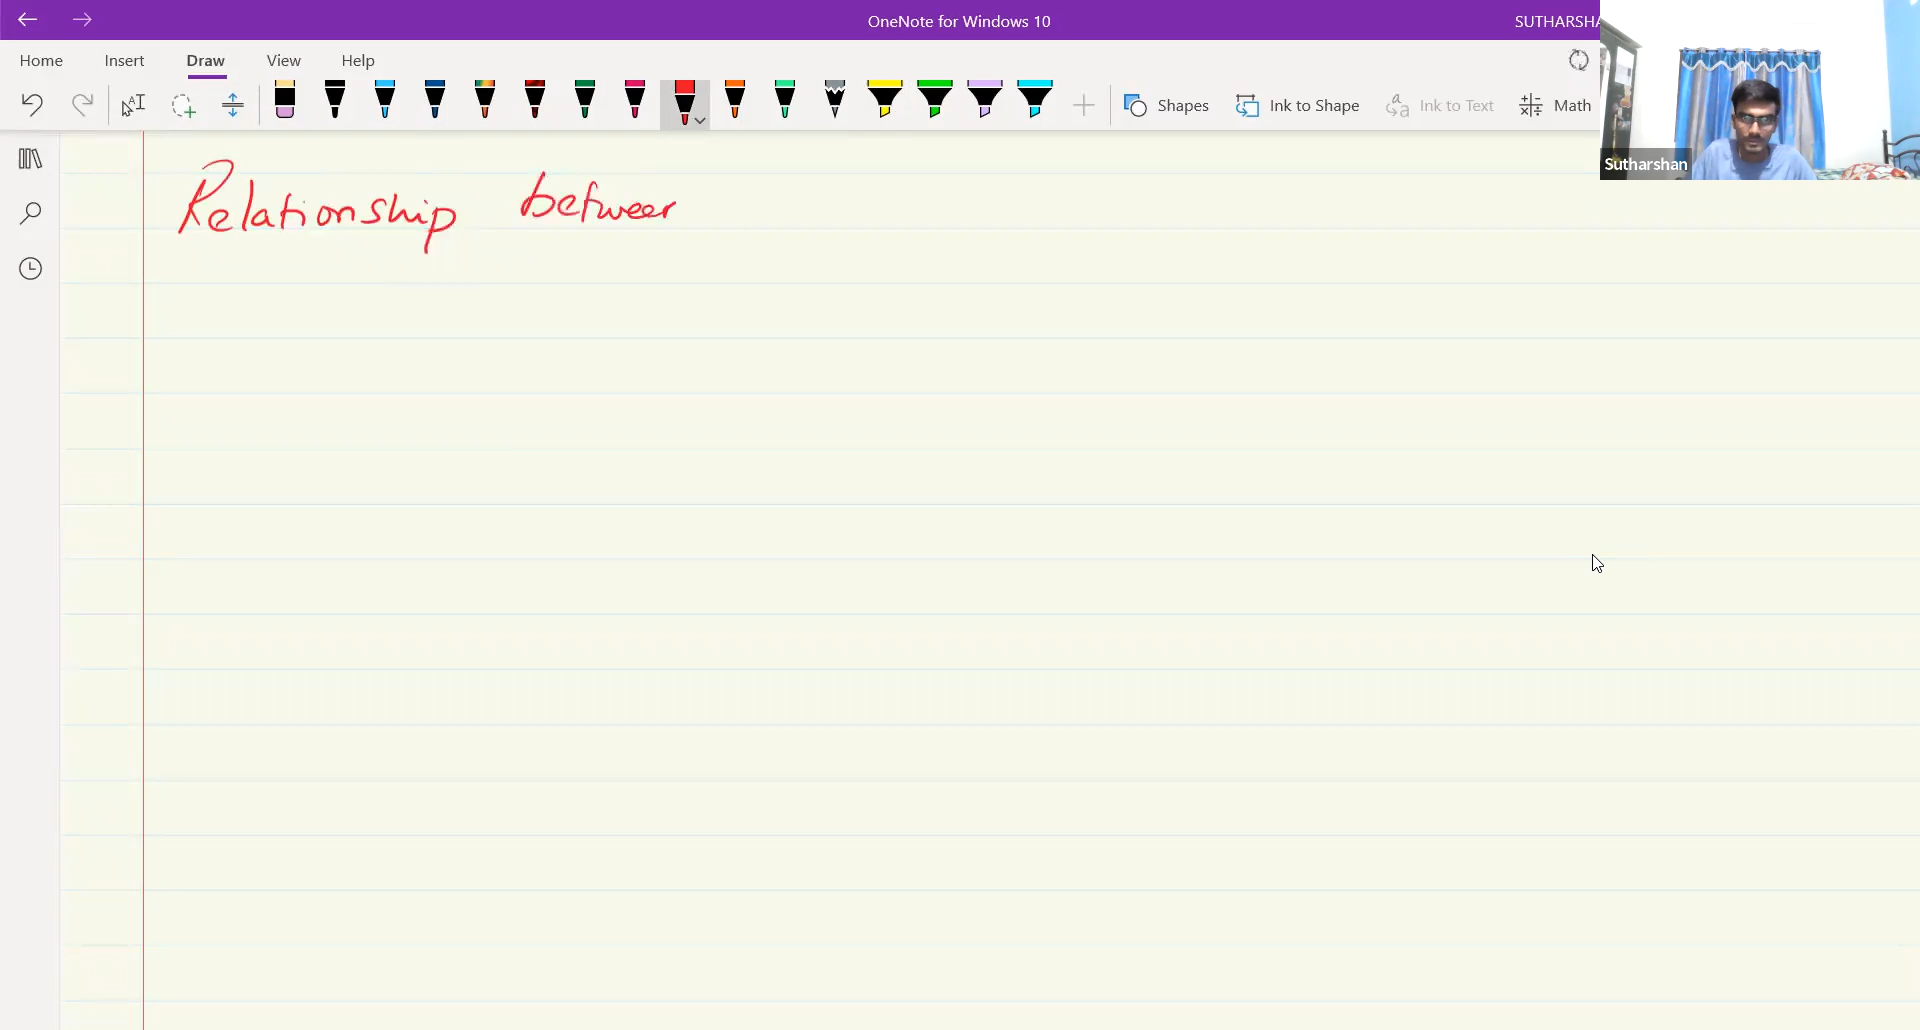 OneNote for Windows 10
SUTHARSHA
Home Insert Draw View Help
Shapes Ink to Shape Ink to Text Math
Sutharshan
Relationship between